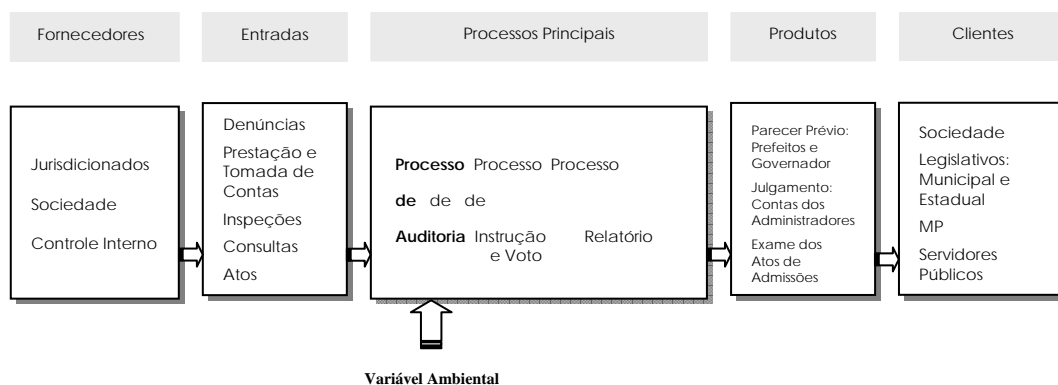 Fornecedores
Entradas
Processos Principais
Produtos
Clientes
Jurisdicionados
Sociedade
Controle Interno
Denúncias
Prestação e
Tomada de
Contas
Inspeções
Consultas
Atos
Processo Processo Processo
de de de
Auditoria Instrução Relatório
e Voto
Parecer Prévio:
Prefeitos e
Governador
Julgamento:
Contas dos
Administradores
Exame dos
Atos de
Admissões
Sociedade
Legislativos:
Municipal e
Estadual
MP
Servidores
Públicos
Variável Ambiental